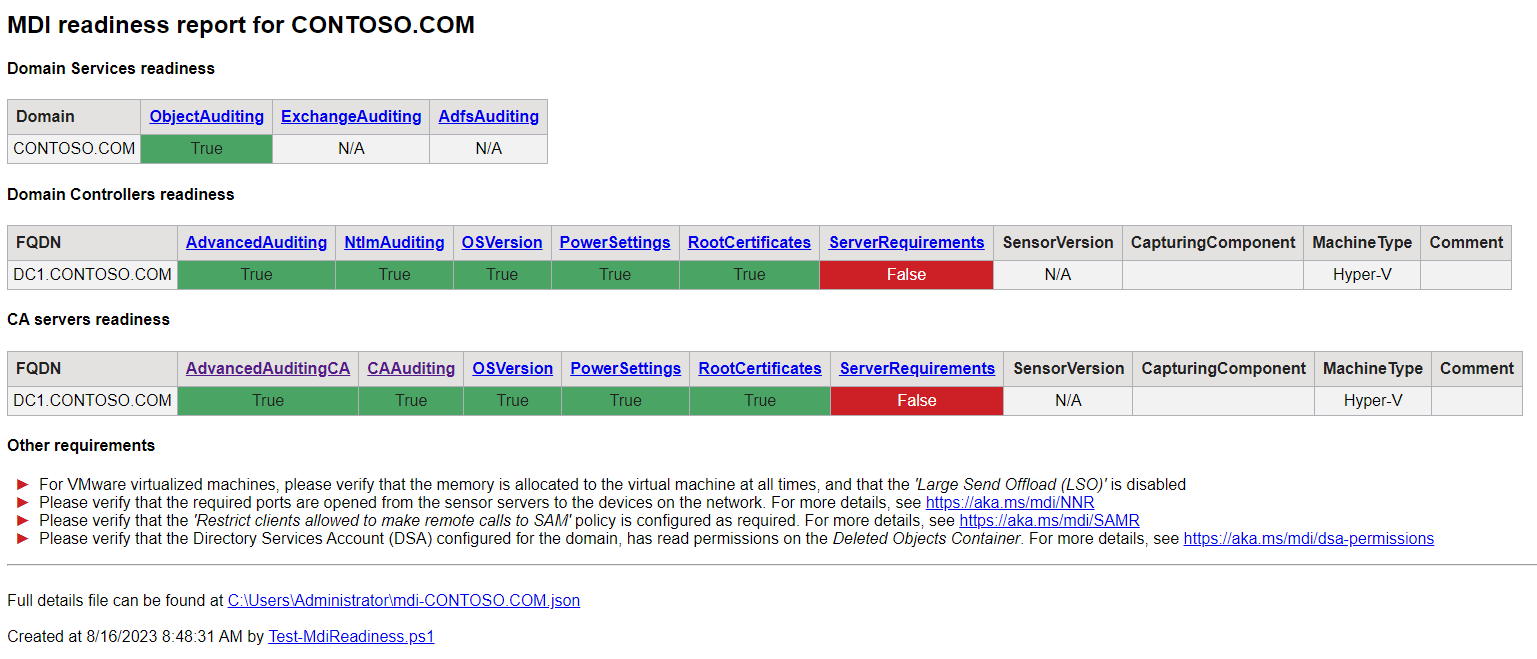 MDI readiness report for CONTOSO.COM
Domain Services readiness
Domain ObjectAuditing ExchangeAuditing AdfsAuditing
CONTOSO.COM True N/A N/A
Domain Controllers readiness
FQDN AdvancedAuditing NtlmAuditing OSVersion PowerSettings RootCertificates ServerRequirements SensorVersion CapturingComponent MachineType Comment
DC1.CONTOSO.COM True True True True True False N/A Hyper-V
CA servers readiness
FQDN AdvancedAuditingCA CAAuditing OSVersion PowerSettings RootCertificates ServerRequirements SensorVersion CapturingComponent MachineType Comment
DC1.CONTOSO.COM True True True True True False N/A Hyper-V
Other requirements
For VMware virtualized machines, please verify that the memory is allocated to the virtual machine at all times, and that the 'Large Send Offload (LSO)' is disabled
Please verify that the required ports are opened from the sensor servers to the devices on the network. For more details, see https://aka.ms/mdi/NNR
Please verify that the 'Restrict clients allowed to make remote calls to SAM' policy is configured as required. For more details, see https://aka.ms/mdi/SAMR
Please verify that the Directory Services Account (DSA) configured for the domain, has read permissions on the Deleted Objects Container. For more details, see https://aka.ms/mdi/dsa-permissions
Full details file can be found at C:\Users\Administrator\mdi-CONTOSO.COM.json
Created at 8/16/2023 8:48:31 AM by Test-MdiReadiness.ps1